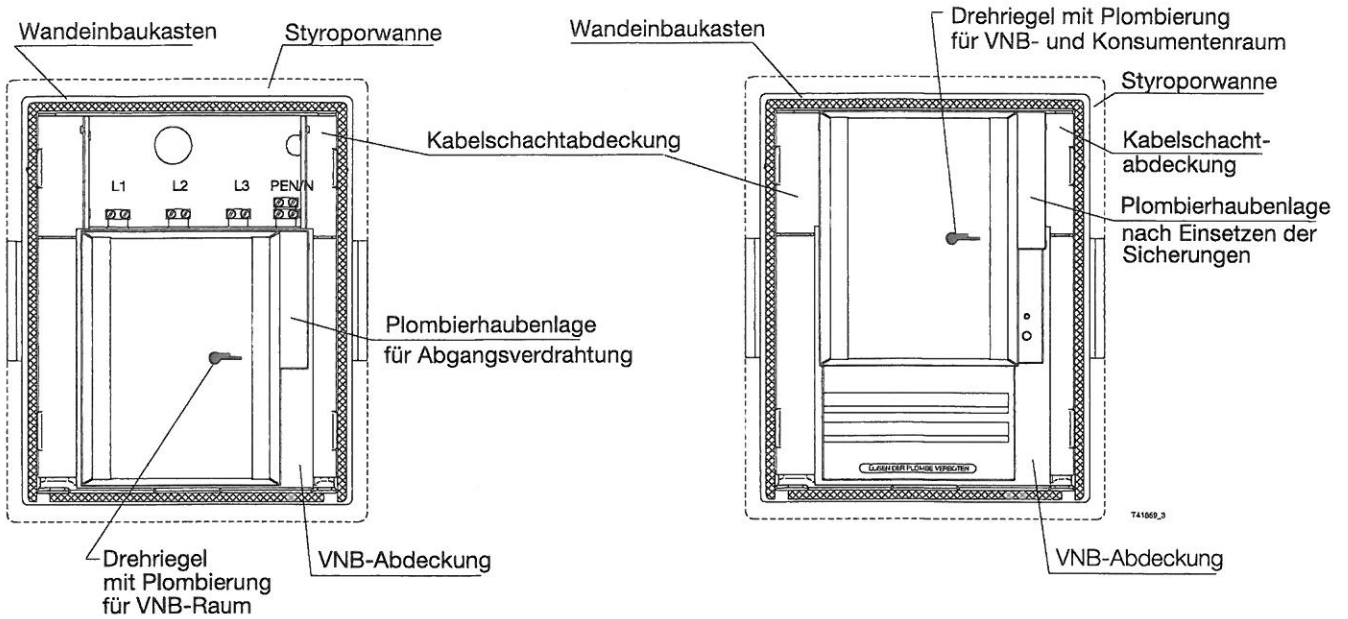 Wandeinbaukasten
Styroporwanne
Kabelschachtabdeckung
L1 L2 L3 PEN/N
Plombierhaubenlage
für Abgangsverdrahtung
Drehriegel
mit Plombierung
für VNB-Raum
VNB-Abdeckung
Wandeinbaukasten
Drehriegel mit Plombierung
für VNB- und Konsumentenraum
Styroporwanne
Kabelschacht-
abdeckung
Plombierhaubenlage
nach Einsetzen der
Sicherungen
ÖFFNEN DER PLOMBE VERBOTEN
T41869_3
VNB-Abdeckung